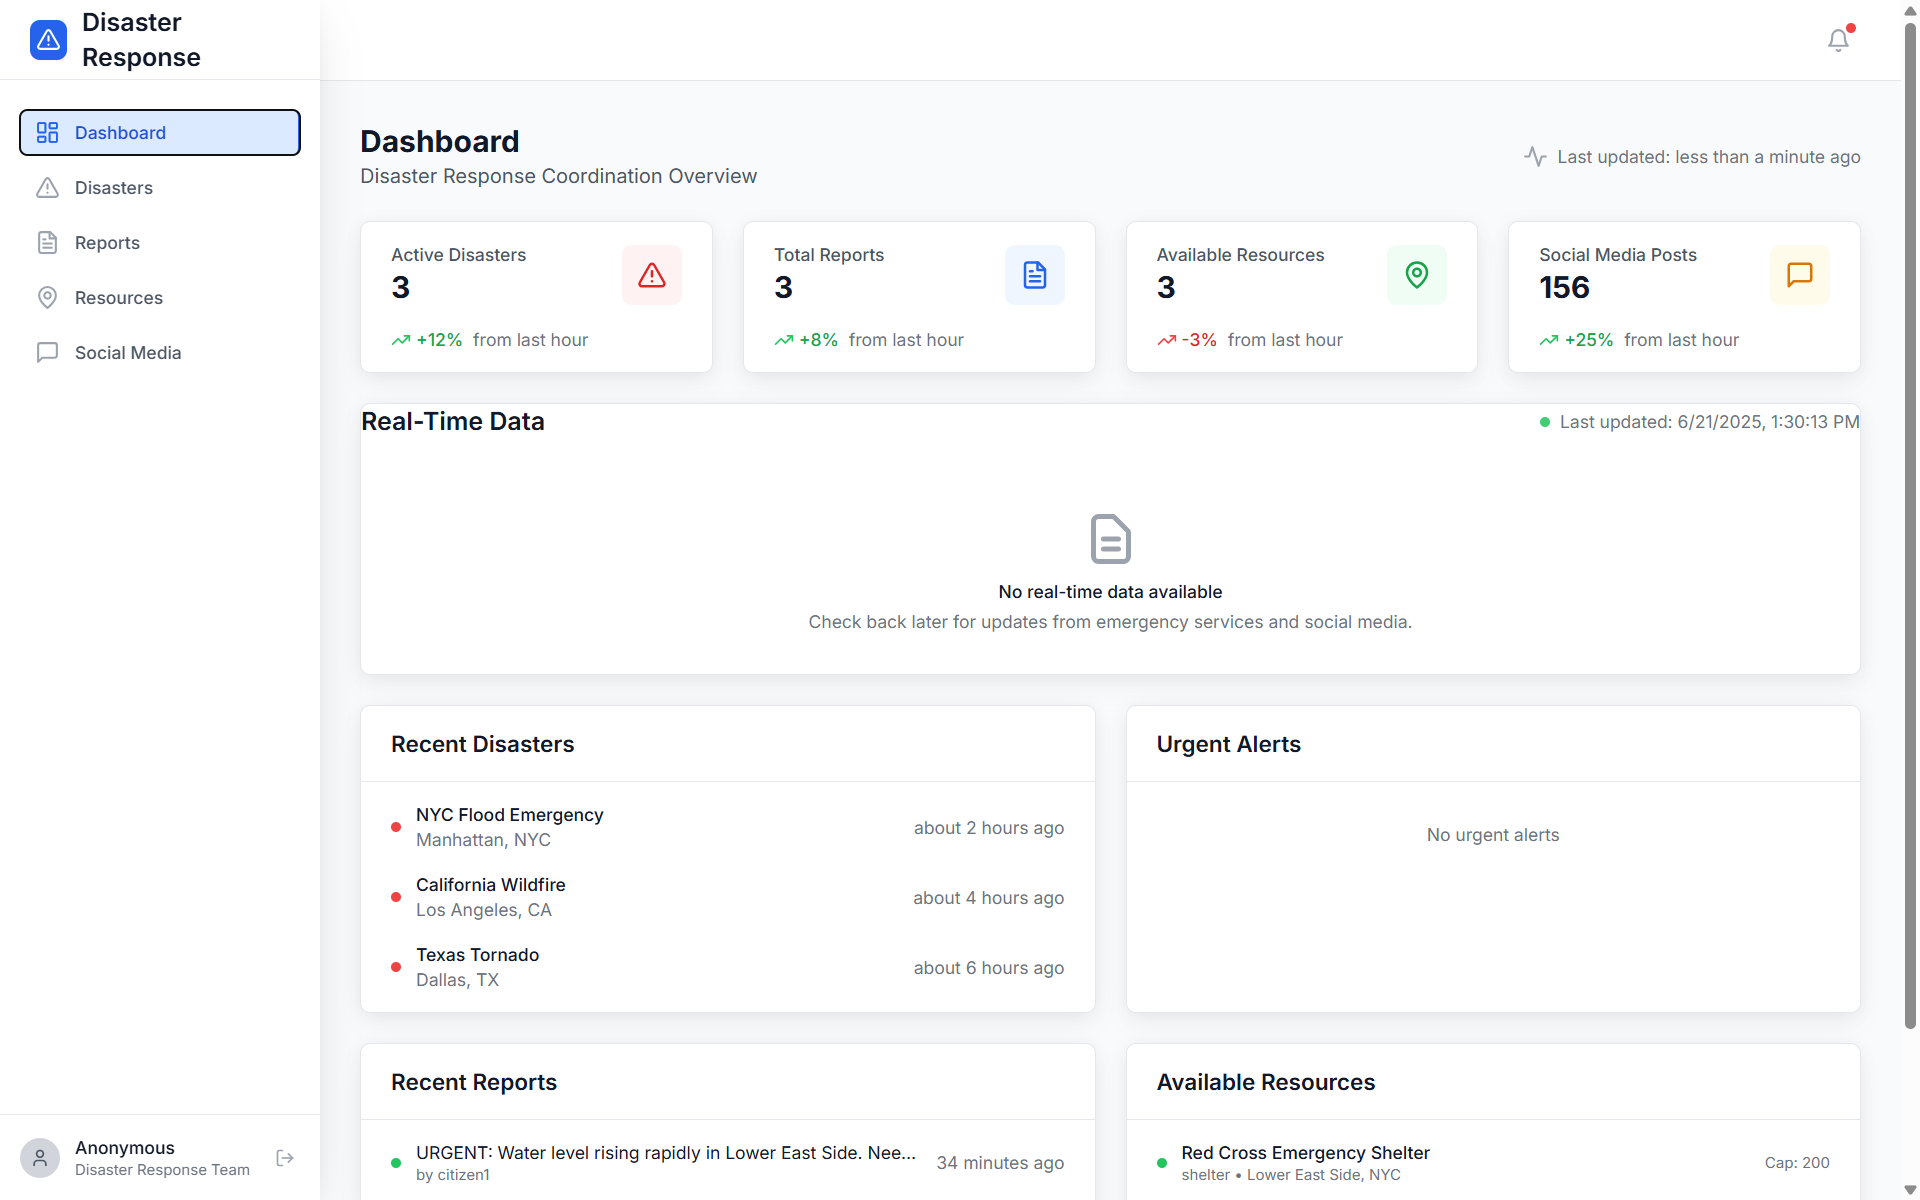 Disaster
Response
Dashboard
Disasters
Reports
Resources
Social Media
Anonymous
Disaster Response Team
Dashboard
Disaster Response Coordination Overview
Last updated: less than a minute ago
Active Disasters
3
+12% from last hour
Total Reports
3
+8% from last hour
Available Resources
3
-3% from last hour
Social Media Posts
156
+25% from last hour
Real-Time Data
Last updated: 6/21/2025, 1:30:13 PM
No real-time data available
Check back later for updates from emergency services and social media.
Recent Disasters
NYC Flood Emergency
Manhattan, NYC
about 2 hours ago
California Wildfire
Los Angeles, CA
about 4 hours ago
Texas Tornado
Dallas, TX
about 6 hours ago
Urgent Alerts
No urgent alerts
Recent Reports
URGENT: Water level rising rapidly in Lower East Side. Nee...
by citizen1
34 minutes ago
Available Resources
Red Cross Emergency Shelter
shelter • Lower East Side, NYC
Cap: 200